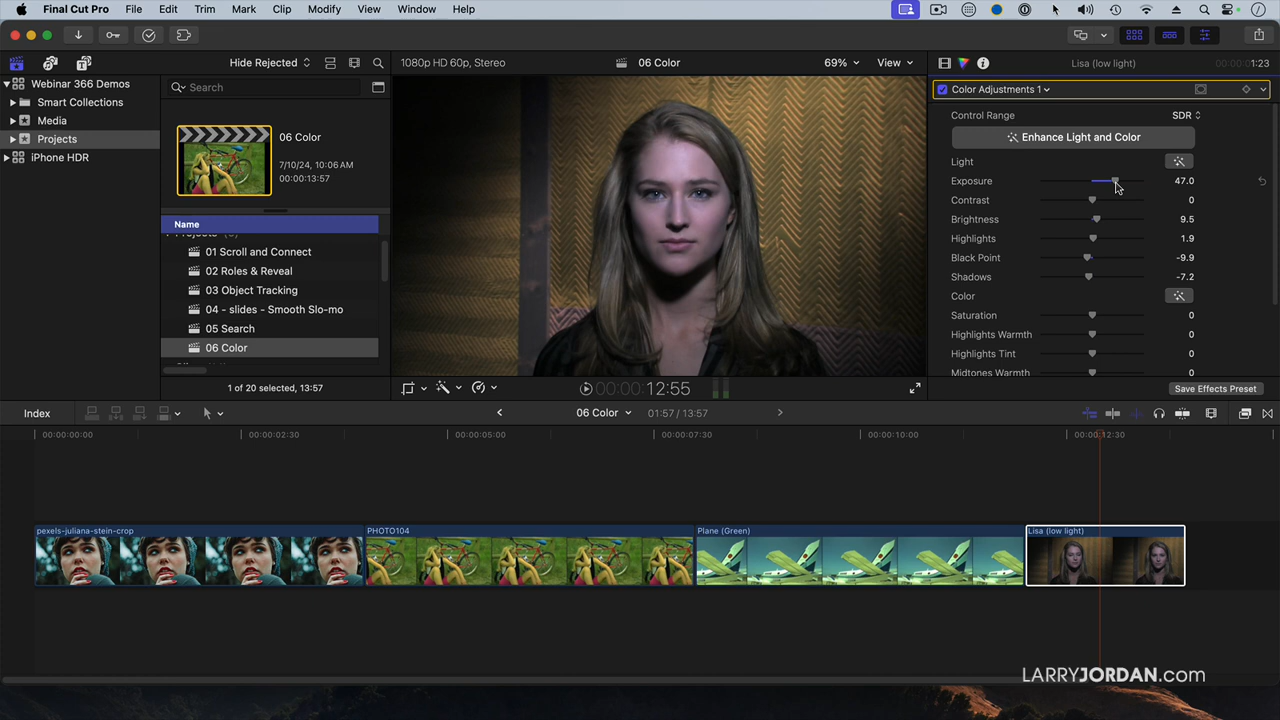 Final Cut Pro File Edit Trim Mark Clip Modify View Window Help
Hide Rejected 1080p HD 60p, Stereo 06 Color 69% View Lisa (low light) 00:00:01:23
Webinar 366 Demos
Smart Collections
Media
Projects
iPhone HDR
Search
06 Color
7/10/24, 10:06 AM
00:00:13:57
Name
01 Scroll and Connect
02 Roles & Reveal
03 Object Tracking
04 - slides - Smooth Slo-mo
05 Search
06 Color
1 of 20 selected, 13:57
00:00:12:55
Color Adjustments 1
Control Range SDR
Enhance Light and Color
Light
Exposure 47.0
Contrast 0
Brightness 9.5
Highlights 1.9
Black Point -9.9
Shadows -7.2
Color
Saturation 0
Highlights Warmth 0
Highlights Tint 0
Midtones Warmth 0
Save Effects Preset
Index 06 Color 01:57 / 13:57
00:00:00:00 00:00:02:30 00:00:05:00 00:00:07:30 00:00:10:00 00:00:12:30
pexels-juliana-stein-crop PHOTO104 Plane (Green) Lisa (low light)
LARRYJORDAN.com